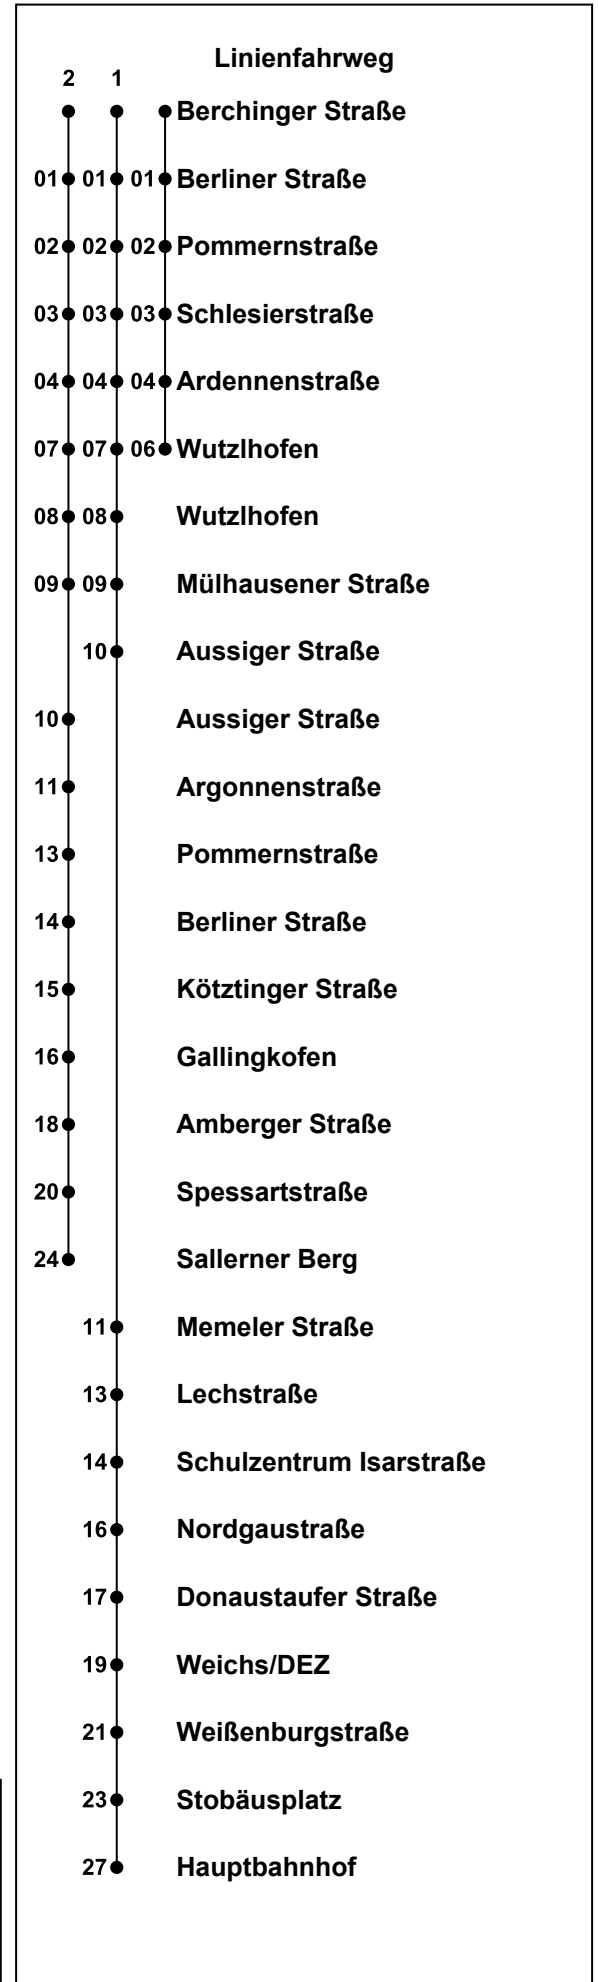 Linienfahrweg
2 1
Berchinger Straße
01 01 01 Berliner Straße
02 02 02 Pommernstraße
03 03 03 Schlesierstraße
04 04 04 Ardennenstraße
07 07 06 Wutzlhofen
08 08 Wutzlhofen
09 09 Mülhausener Straße
10 Aussiger Straße
10 Aussiger Straße
11 Argonnenstraße
13 Pommernstraße
14 Berliner Straße
15 Kötztinger Straße
16 Gallingkofen
18 Amberger Straße
20 Spessartstraße
24 Sallerner Berg
11 Memeler Straße
13 Lechstraße
14 Schulzentrum Isarstraße
16 Nordgaustraße
17 Donaustaufer Straße
19 Weichs/DEZ
21 Weißenburgstraße
23 Stobäusplatz
27 Hauptbahnhof